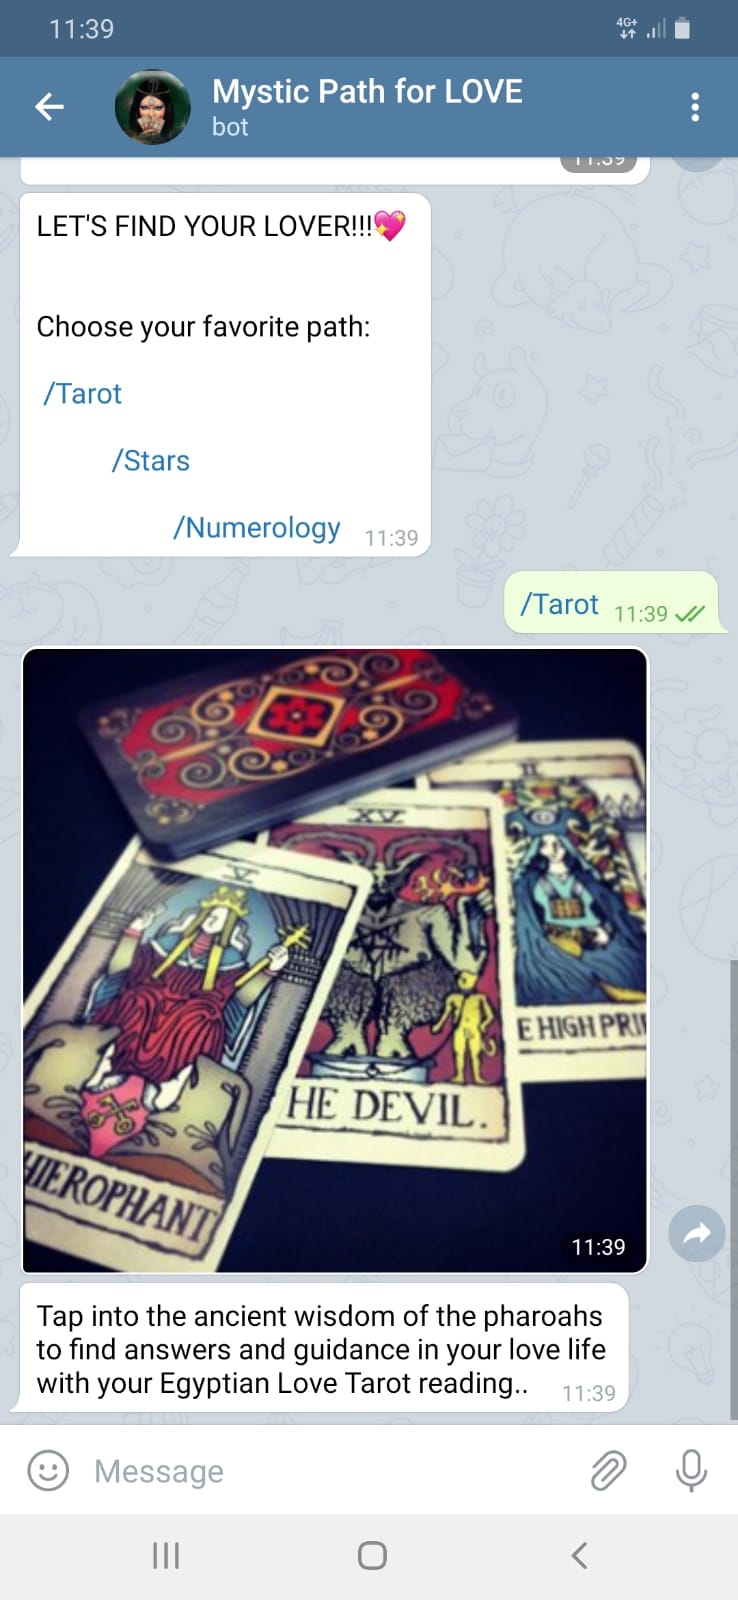 11:39
4G+
Mystic Path for LOVE
bot
11:39
LET'S FIND YOUR LOVER!!!💖
Choose your favorite path:
/Tarot
/Stars
/Numerology 11:39
/Tarot 11:39
II
XV
V
E HIGH PRI
HE DEVIL.
HIEROPHANT
11:39
Tap into the ancient wisdom of the pharoahs
to find answers and guidance in your love life
with your Egyptian Love Tarot reading.. 11:39
Message